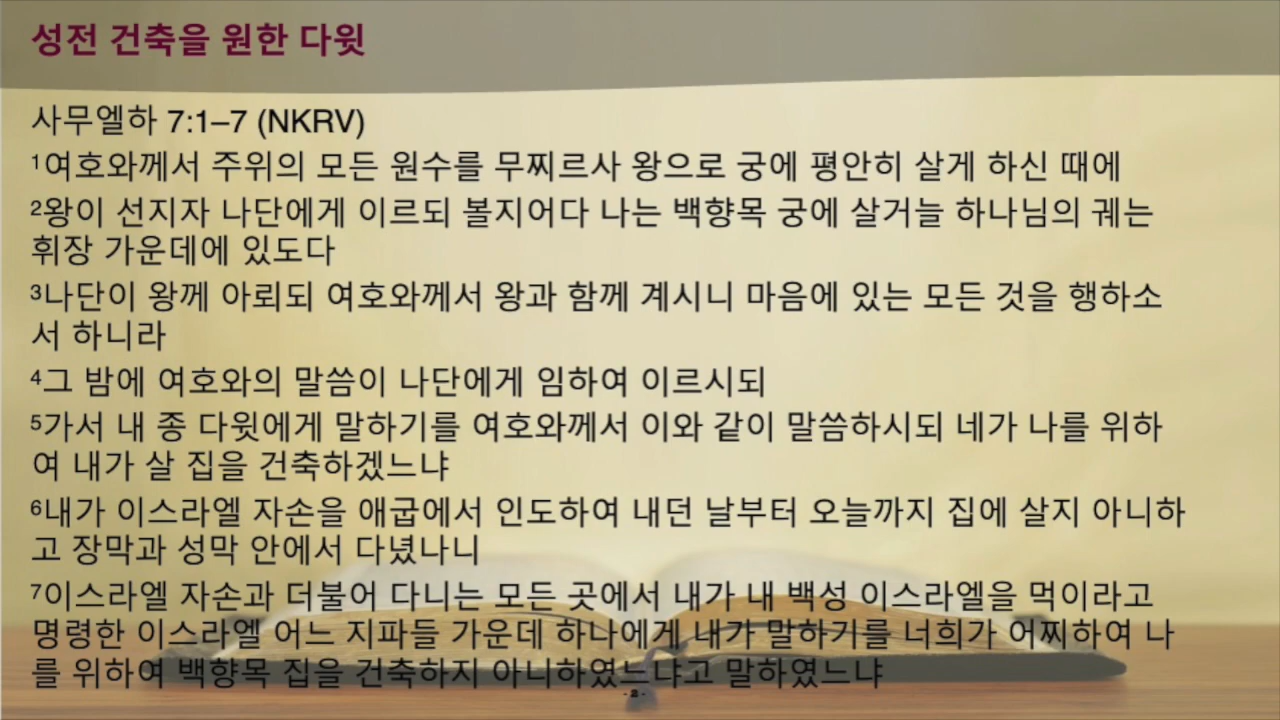 성전 건축을 원한 다윗
사무엘하 7:1–7 (NKRV)
¹여호와께서 주위의 모든 원수를 무찌르사 왕으로 궁에 평안히 살게 하신 때에
²왕이 선지자 나단에게 이르되 볼지어다 나는 백향목 궁에 살거늘 하나님의 궤는
휘장 가운데에 있도다
³나단이 왕께 아뢰되 여호와께서 왕과 함께 계시니 마음에 있는 모든 것을 행하소
서 하니라
⁴그 밤에 여호와의 말씀이 나단에게 임하여 이르시되
⁵가서 내 종 다윗에게 말하기를 여호와께서 이와 같이 말씀하시되 네가 나를 위하
여 내가 살 집을 건축하겠느냐
⁶내가 이스라엘 자손을 애굽에서 인도하여 내던 날부터 오늘까지 집에 살지 아니하
고 장막과 성막 안에서 다녔나니
⁷이스라엘 자손과 더불어 다니는 모든 곳에서 내가 내 백성 이스라엘을 먹이라고
명령한 이스라엘 어느 지파들 가운데 하나에게 내가 말하기를 너희가 어찌하여 나
를 위하여 백향목 집을 건축하지 아니하였느냐고 말하였느냐
- 2 -